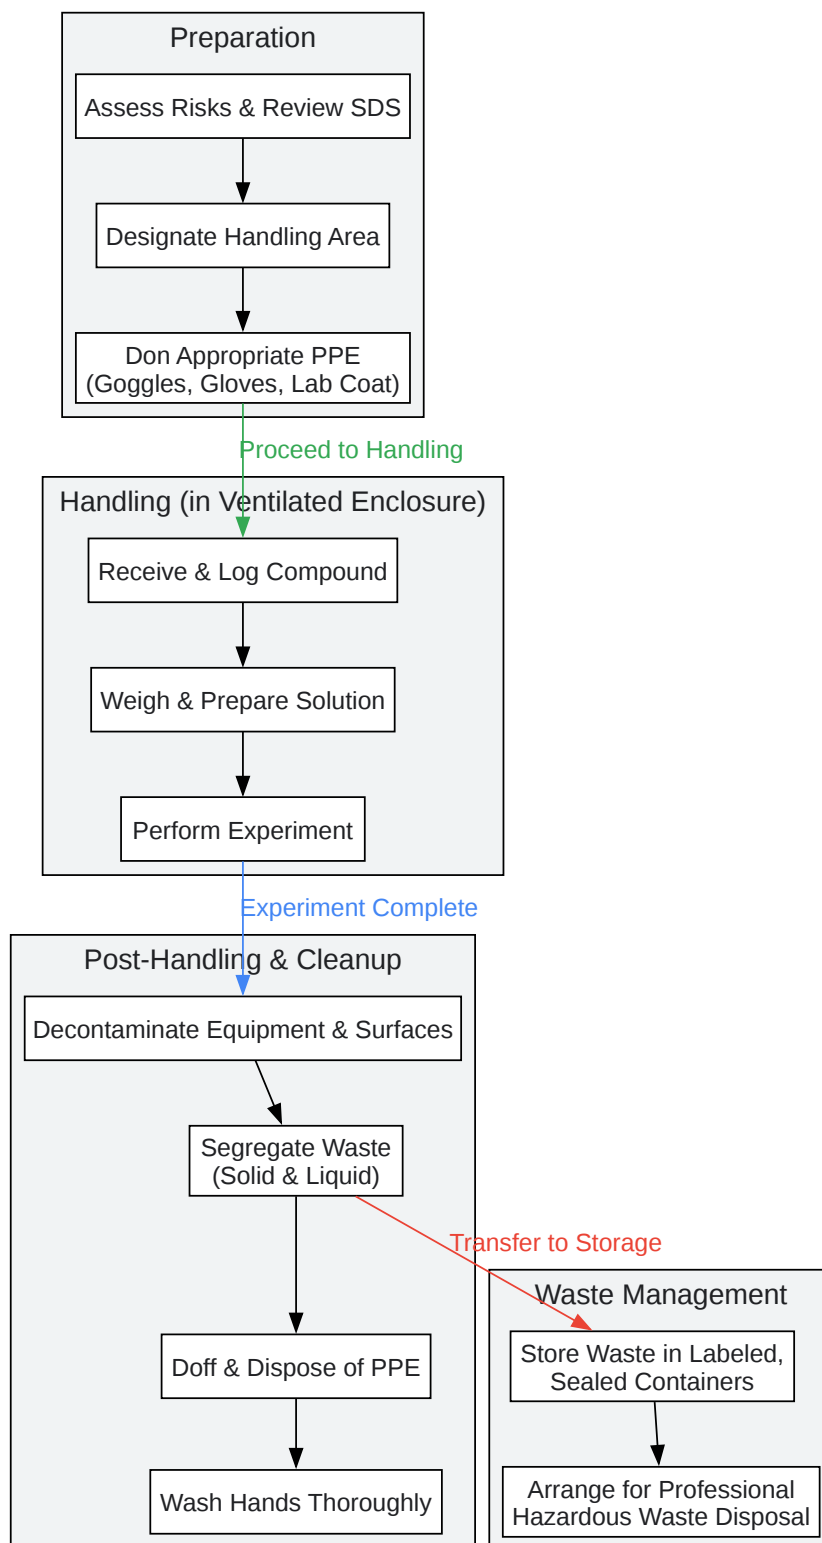 Preparation
Assess Risks & Review SDS
Designate Handling Area
Don Appropriate PPE
(Goggles, Gloves, Lab Coat)
Proceed to Handling
Handling (in Ventilated Enclosure)
Receive & Log Compound
Weigh & Prepare Solution
Perform Experiment
Experiment Complete
Post-Handling & Cleanup
Decontaminate Equipment & Surfaces
Segregate Waste
(Solid & Liquid)
Transfer to Storage
Waste Management
Store Waste in Labeled,
Sealed Containers
Doff & Dispose of PPE
Arrange for Professional
Hazardous Waste Disposal
Wash Hands Thoroughly